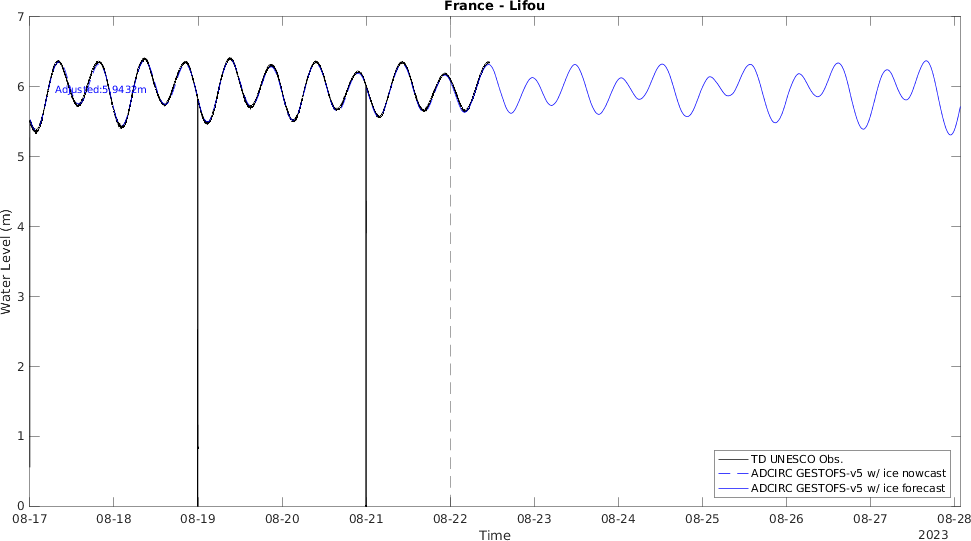 France - Lifou
7
6
5
4
3
2
1
0
Water Level (m)
Adjusted:5.9432m
TD UNESCO Obs.
ADCIRC GESTOFS-v5 w/ ice nowcast
ADCIRC GESTOFS-v5 w/ ice forecast
08-17 08-18 08-19 08-20 08-21 08-22 08-23 08-24 08-25 08-26 08-27 08-28
Time
2023